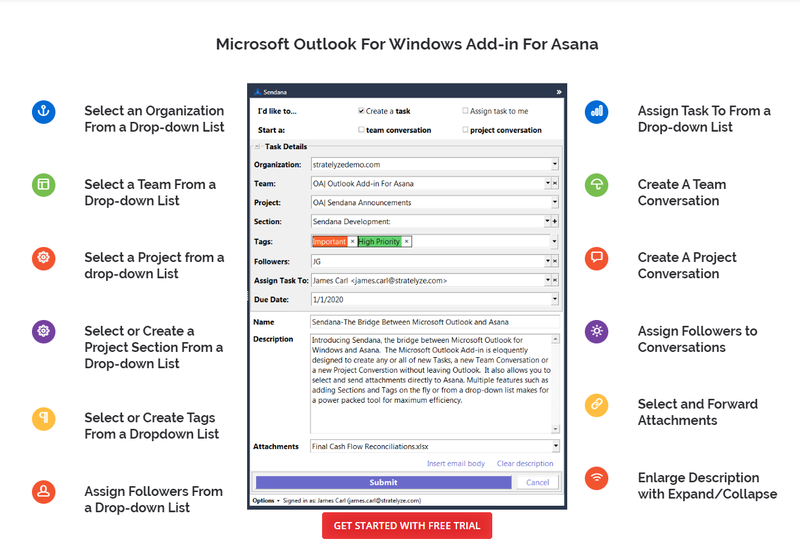 Microsoft Outlook For Windows Add-in For Asana
Select an Organization
From a Drop-down List
Select a Team From a
Drop-down List
Select a Project from a
drop-down List
Select or Create a
Project Section From a
Drop-down List
Select or Create Tags
From a Dropdown List
Assign Followers From
a Drop-down List
Sendana
I'd like to... Create a task Assign task to me
Start a: team conversation project conversation
Task Details
Organization: stratelyzedemo.com
Team: OA| Outlook Add-in For Asana
Project: OA| Sendana Announcements
Section: Sendana Development:
Tags: Important × High Priority ×
Followers: JG
Assign Task To: James Carl <james.carl@stratelyze.com>
Due Date: 1/1/2020
Name Sendana-The Bridge Between Microsoft Outlook and Asana
Description Introducing Sendana, the bridge between Microsoft Outlook for
Windows and Asana. The Microsoft Outlook Add-in is eloquently
designed to create any or all of new Tasks, a new Team Conversation or
a new Project Converstion without leaving Outlook. It also allows you to
select and send attachments directly to Asana. Multiple features such as
adding Sections and Tags on the fly or from a drop-down list makes for
a power packed tool for maximum efficiency.
Attachments Final Cash Flow Reconciliations.xlsx
Insert email body Clear description
Submit Cancel
Options • Signed in as: James Carl (james.carl@stratelyze.com)
GET STARTED WITH FREE TRIAL
Assign Task To From a
Drop-down List
Create A Team
Conversation
Create A Project
Conversation
Assign Followers to
Conversations
Select and Forward
Attachments
Enlarge Description
with Expand/Collapse